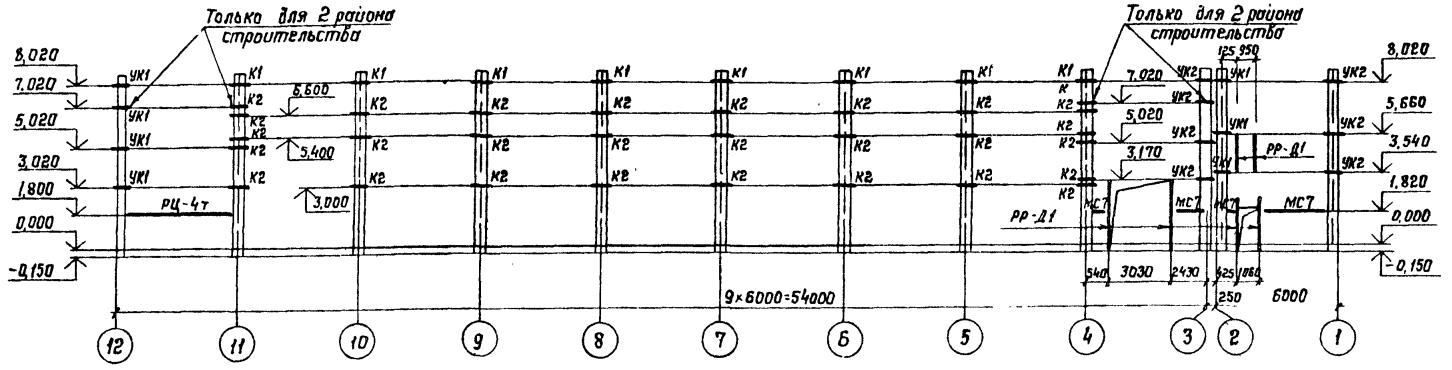 Только для 2 района
строительства
Только для 2 района
строительства
8,020
7,020
5,020
3,020
1,800
0,000
-0,150
УК1
К1
К1
К1
К1
К1
К1
К1
К1
УК2
УК1
УК2
УК1
К2
К2
К2
К2
К2
К2
К2
К
К2
УК2
УК1
К2
К2
К2
К2
К2
К2
К2
К2
К2
К2
УК2
УК1
УК2
УК1
К2
К2
К2
К2
К2
К2
К2
К2
К2
УК2
УК1
УК2
6,600
5,400
3,000
7,020
5,020
3,170
125 950
8,020
5,660
3,540
1,820
0,000
-0,150
РЦ-4т
РР-Д1
РР-Д1
МС7
МС7
МС7
МС7
540 3030 2430 425 1060
9×6000=54000
250
6000
12 11 10 9 8 7 6 5 4 3 2 1